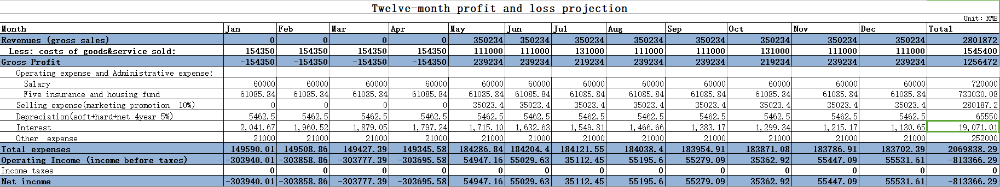 Twelve-month profit and loss projection
Unit: RMB
Month Jan Feb Mar Apr May Jun Jul Aug Sep Oct Nov Dec Total
Revenues (gross sales) 0 0 0 0 350234 350234 350234 350234 350234 350234 350234 350234 2801872
Less: costs of goods&service sold: 154350 154350 154350 154350 111000 111000 131000 111000 111000 131000 111000 111000 1545400
Gross Profit -154350 -154350 -154350 -154350 239234 239234 219234 239234 239234 219234 239234 239234 1256472
Operating expense and Administrative expense:
Salary 60000 60000 60000 60000 60000 60000 60000 60000 60000 60000 60000 60000 720000
Five insurance and housing fund 61085.84 61085.84 61085.84 61085.84 61085.84 61085.84 61085.84 61085.84 61085.84 61085.84 61085.84 61085.84 733030.08
Selling expense(marketing promotion 10%) 0 0 0 0 35023.4 35023.4 35023.4 35023.4 35023.4 35023.4 35023.4 35023.4 280187.2
Depreciation(soft+hard+net 4year 5%) 5462.5 5462.5 5462.5 5462.5 5462.5 5462.5 5462.5 5462.5 5462.5 5462.5 5462.5 5462.5 65550
Interest 2,041.67 1,960.52 1,879.05 1,797.24 1,715.10 1,632.63 1,549.81 1,466.66 1,383.17 1,299.34 1,215.17 1,130.65 19,071.01
Other expense 21000 21000 21000 21000 21000 21000 21000 21000 21000 21000 21000 21000 252000
Total expenses 149590.01 149508.86 149427.39 149345.58 184286.84 184204.4 184121.55 184038.4 183954.91 183871.08 183786.91 183702.39 2069838.29
Operating Income (income before taxes) -303940.01 -303858.86 -303777.39 -303695.58 54947.16 55029.63 35112.45 55195.6 55279.09 35362.92 55447.09 55531.61 -813366.29
Income taxes 0 0 0 0 0 0 0 0 0 0 0 0 0
Net income -303940.01 -303858.86 -303777.39 -303695.58 54947.16 55029.63 35112.45 55195.6 55279.09 35362.92 55447.09 55531.61 -813366.29